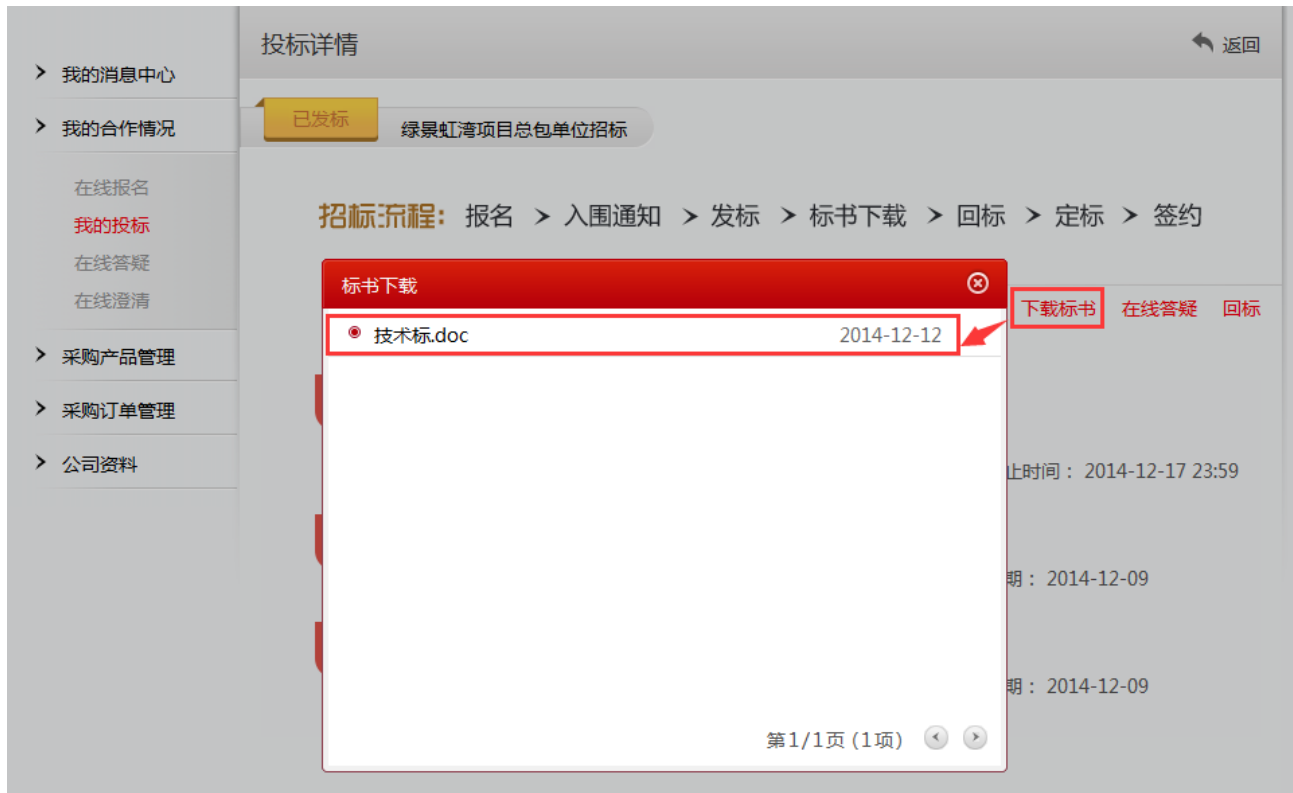 投标详情
返回
我的消息中心
我的合作情况
在线报名
我的投标
在线答疑
在线澄清
采购产品管理
采购订单管理
公司资料
已发标
绿景虹湾项目总包单位招标
招标流程: 报名 > 入围通知 > 发标 > 标书下载 > 回标 > 定标 > 签约
下载标书 在线答疑 回标
标书下载
技术标.doc 2014-12-12
止时间： 2014-12-17 23:59
期： 2014-12-09
期： 2014-12-09
第1/1页 (1项)